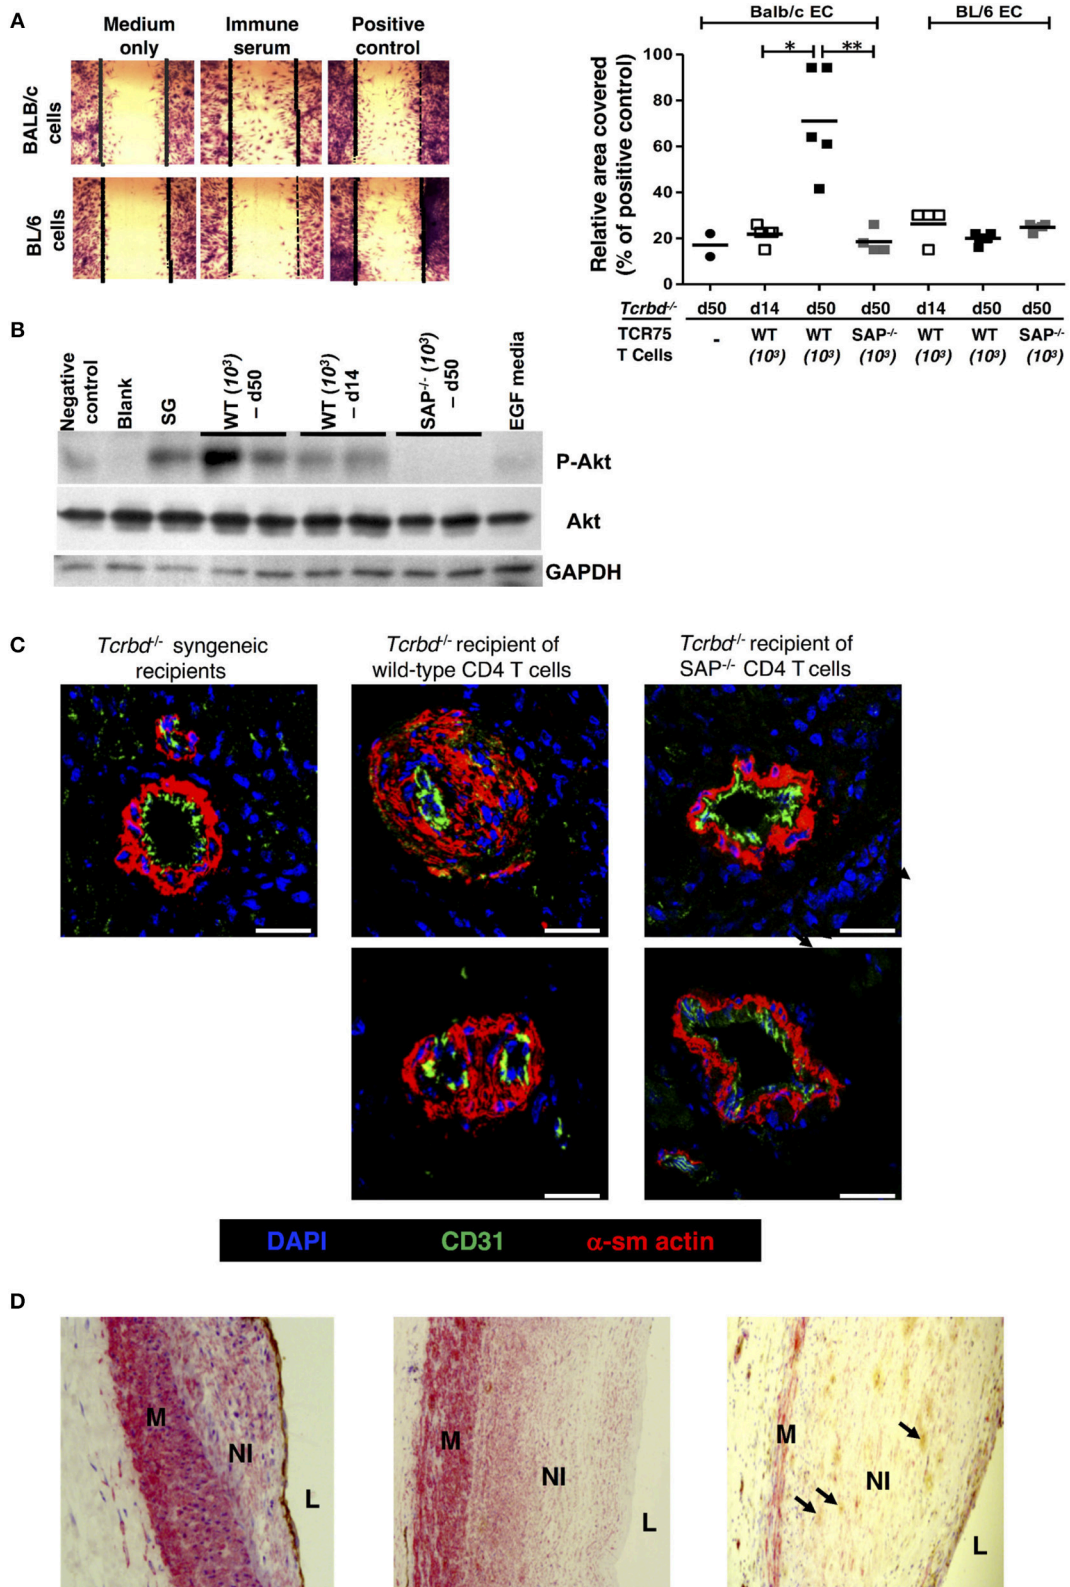 A
Medium only
Immune serum
Positive control
BALB/c cells
BL/6 cells
Balb/c EC
BL/6 EC
* **
Relative area covered (% of positive control)
100
80
60
40
20
0
Tcrbd-/- d50 d14 d50 d50 d14 d50 d50
TCR75 T Cells - WT (10³) WT (10³) SAP-/- (10³) WT (10³) WT (10³) SAP-/- (10³)
B
Negative control
Blank
SG
WT (10³) – d50
WT (10³) – d14
SAP-/- (10³) – d50
EGF media
P-Akt
Akt
GAPDH
C
Tcrbd-/- syngeneic recipients
Tcrbd-/- recipient of wild-type CD4 T cells
Tcrbd-/- recipient of SAP-/- CD4 T cells
DAPI CD31 α-sm actin
D
M NI L
M NI L
M NI L